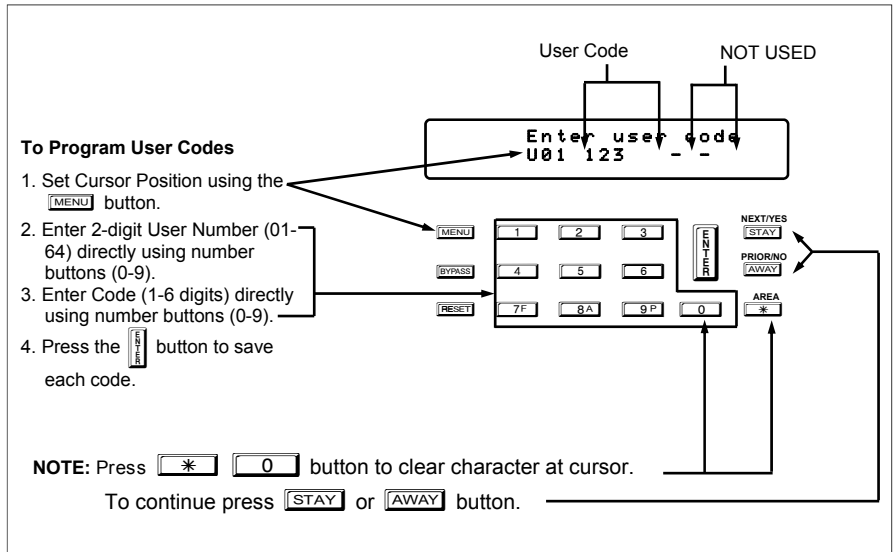 User Code NOT USED
Enter user code
U01 123 - -
To Program User Codes
1. Set Cursor Position using the
MENU button.
2. Enter 2-digit User Number (01-
64) directly using number
buttons (0-9).
3. Enter Code (1-6 digits) directly
using number buttons (0-9).
4. Press the ENTER button to save
each code.
MENU 1 2 3 ENTER NEXT/YES STAY
BYPASS 4 5 6 PRIOR/NO AWAY
RESET 7F 8A 9P 0 AREA *
NOTE: Press * 0 button to clear character at cursor.
To continue press STAY or AWAY button.